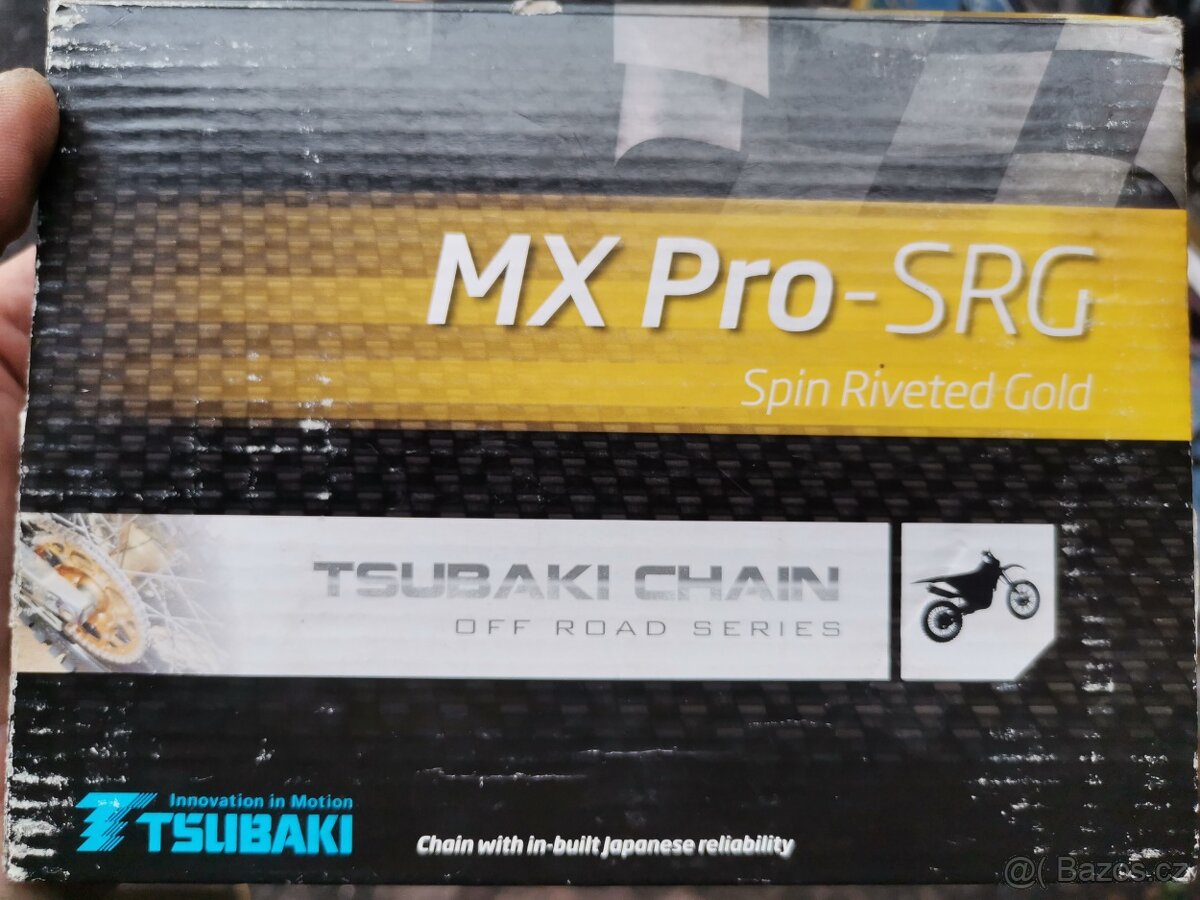 MX Pro-SRG
Spin Riveted Gold
TSUBAKI CHAIN
OFF ROAD SERIES
Innovation in Motion
TSUBAKI
Chain with in-built Japanese reliability
@( Bazos.cz